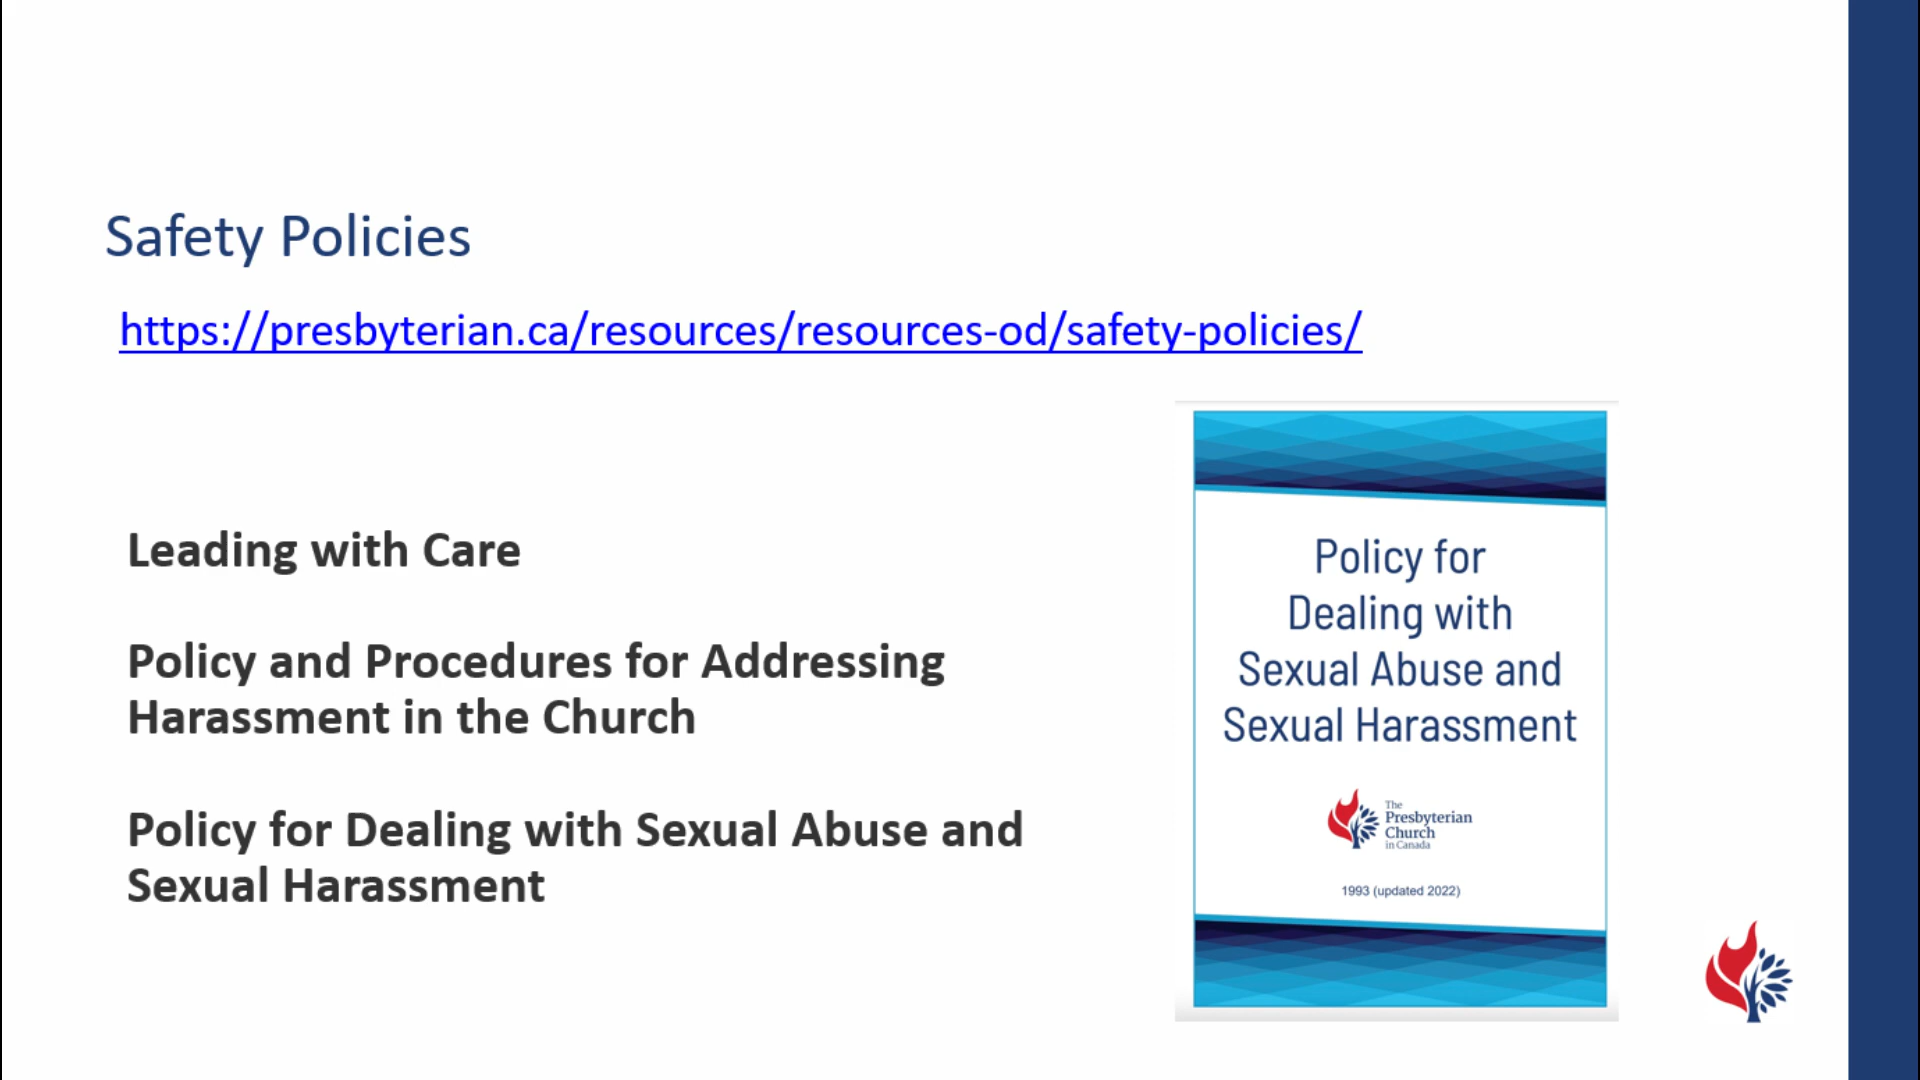 Safety Policies
https://presbyterian.ca/resources/resources-od/safety-policies/
Leading with Care
Policy and Procedures for Addressing
Harassment in the Church
Policy for Dealing with Sexual Abuse and
Sexual Harassment
Policy for
Dealing with
Sexual Abuse and
Sexual Harassment
The
Presbyterian
Church
in Canada
1993 (updated 2022)